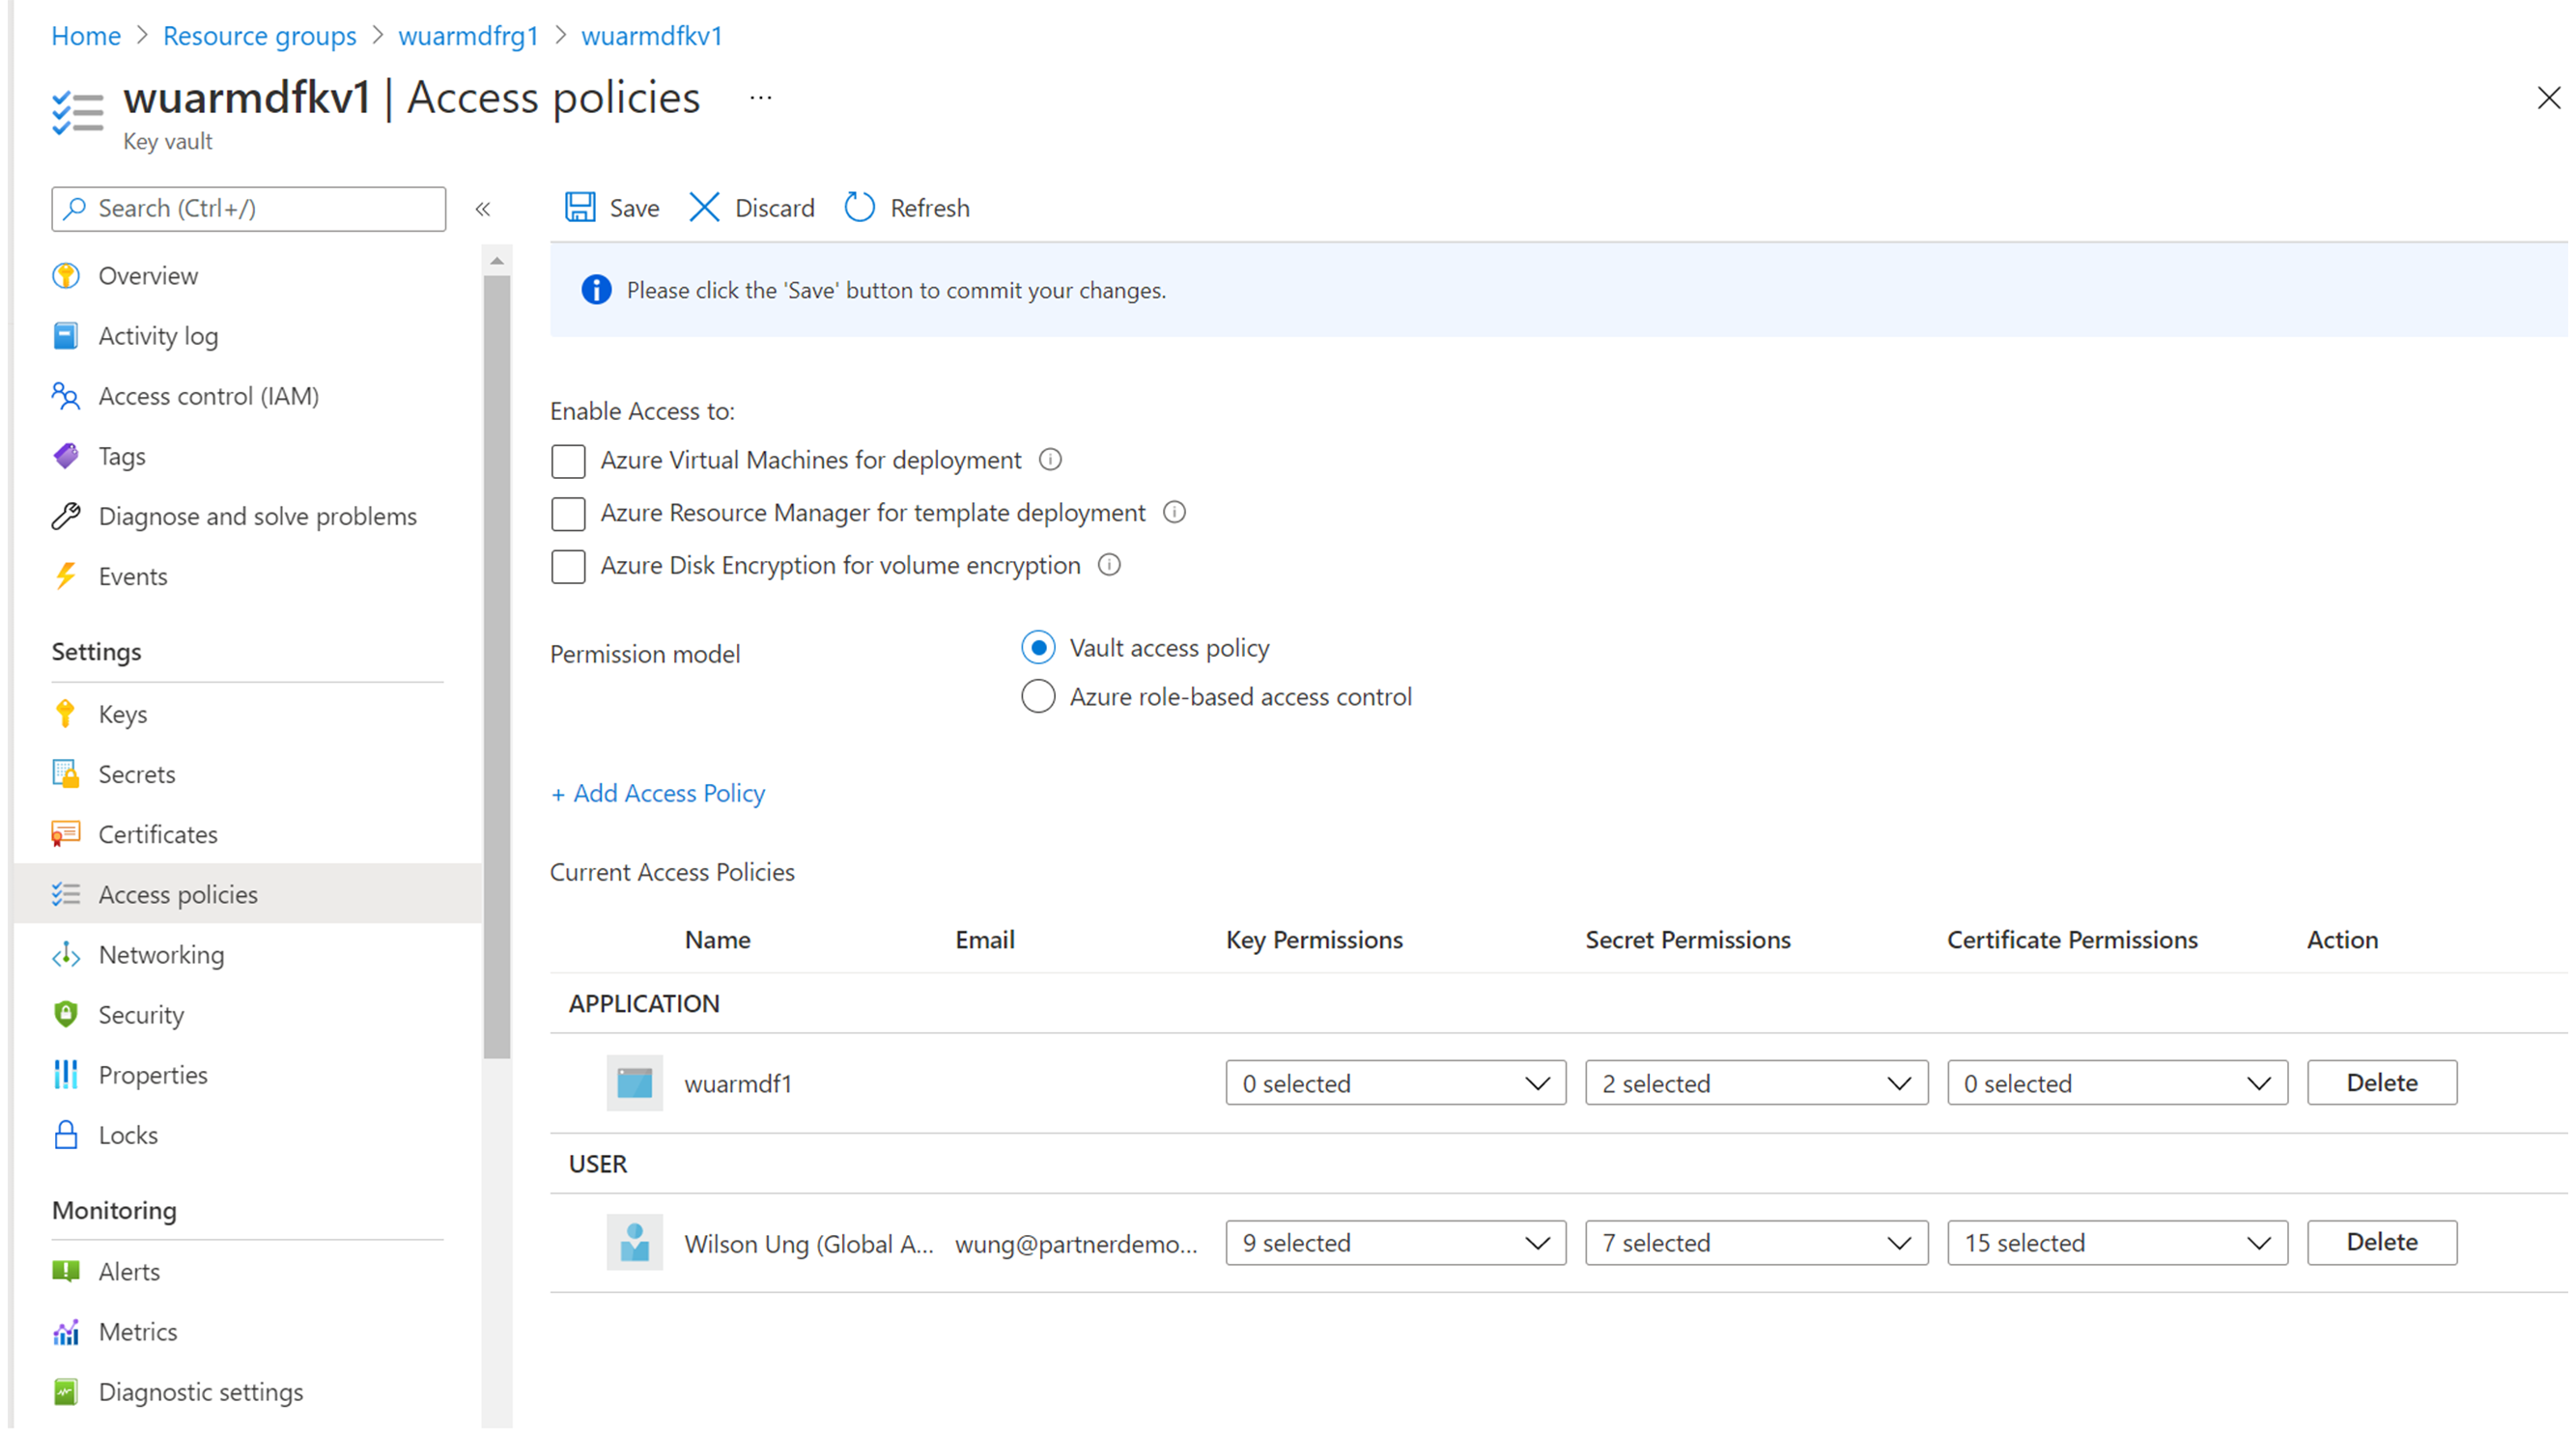 Home > Resource groups > wuarmdfrg1 > wuarmdfkv1
wuarmdfkv1 | Access policies ...
Key vault
Search (Ctrl+/)
«
Overview
Activity log
Access control (IAM)
Tags
Diagnose and solve problems
Events
Settings
Keys
Secrets
Certificates
Access policies
Networking
Security
Properties
Locks
Monitoring
Alerts
Metrics
Diagnostic settings
Save Discard Refresh
Please click the 'Save' button to commit your changes.
Enable Access to:
Azure Virtual Machines for deployment
Azure Resource Manager for template deployment
Azure Disk Encryption for volume encryption
Permission model
Vault access policy
Azure role-based access control
+ Add Access Policy
Current Access Policies
Name Email Key Permissions Secret Permissions Certificate Permissions Action
APPLICATION
wuarmdf1 0 selected 2 selected 0 selected Delete
USER
Wilson Ung (Global A... wung@partnerdemo... 9 selected 7 selected 15 selected Delete